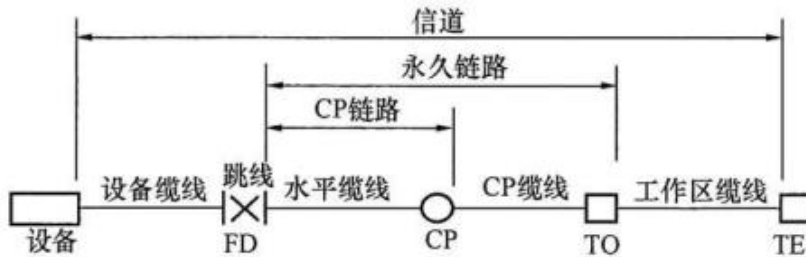 信道
永久链路
CP链路
设备缆线 跳线 水平缆线 CP缆线 工作区缆线
设备 FD CP TO TE